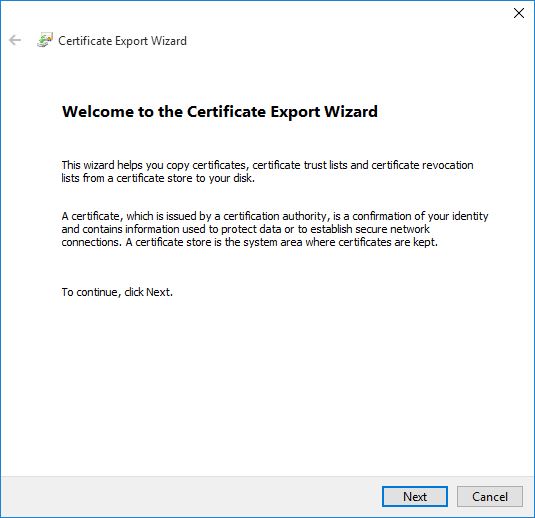 Certificate Export Wizard
Welcome to the Certificate Export Wizard
This wizard helps you copy certificates, certificate trust lists and certificate revocation
lists from a certificate store to your disk.
A certificate, which is issued by a certification authority, is a confirmation of your identity
and contains information used to protect data or to establish secure network
connections. A certificate store is the system area where certificates are kept.
To continue, click Next.
Next
Cancel